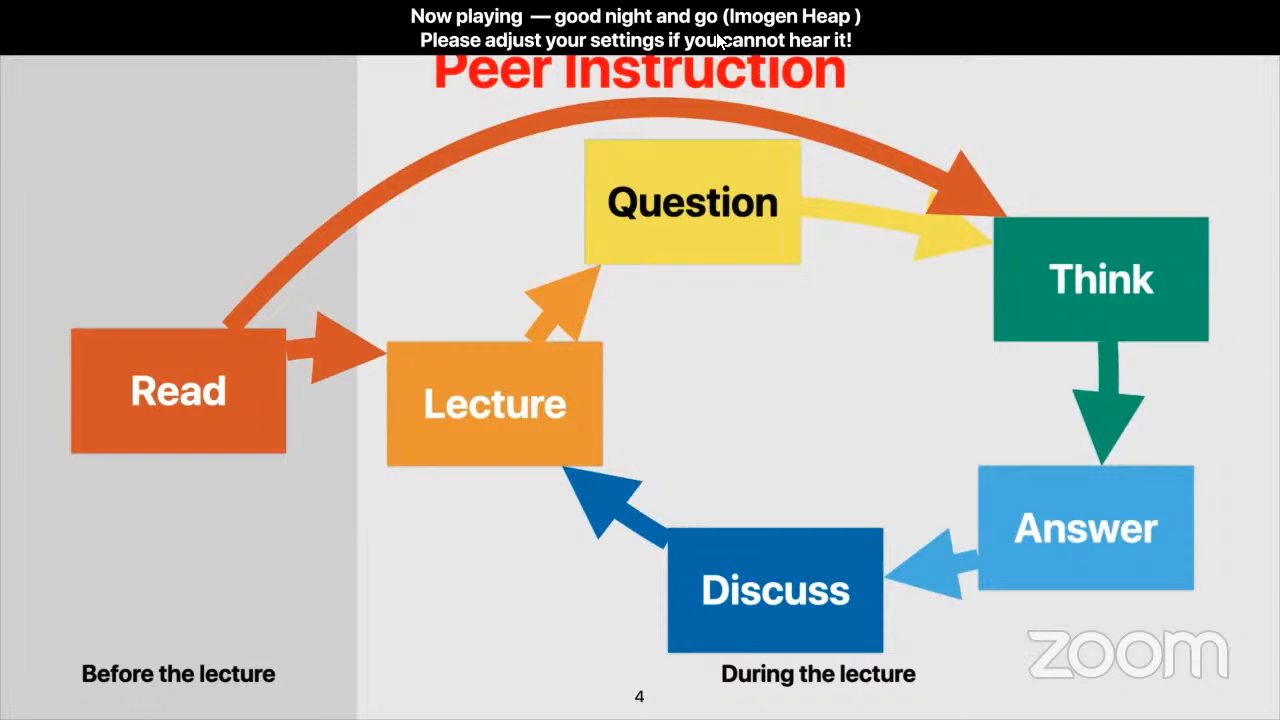 Now playing — good night and go (Imogen Heap )
Please adjust your settings if you cannot hear it!
Peer Instruction
Question
Think
Read
Lecture
Answer
Discuss
Before the lecture
During the lecture
zoom
4